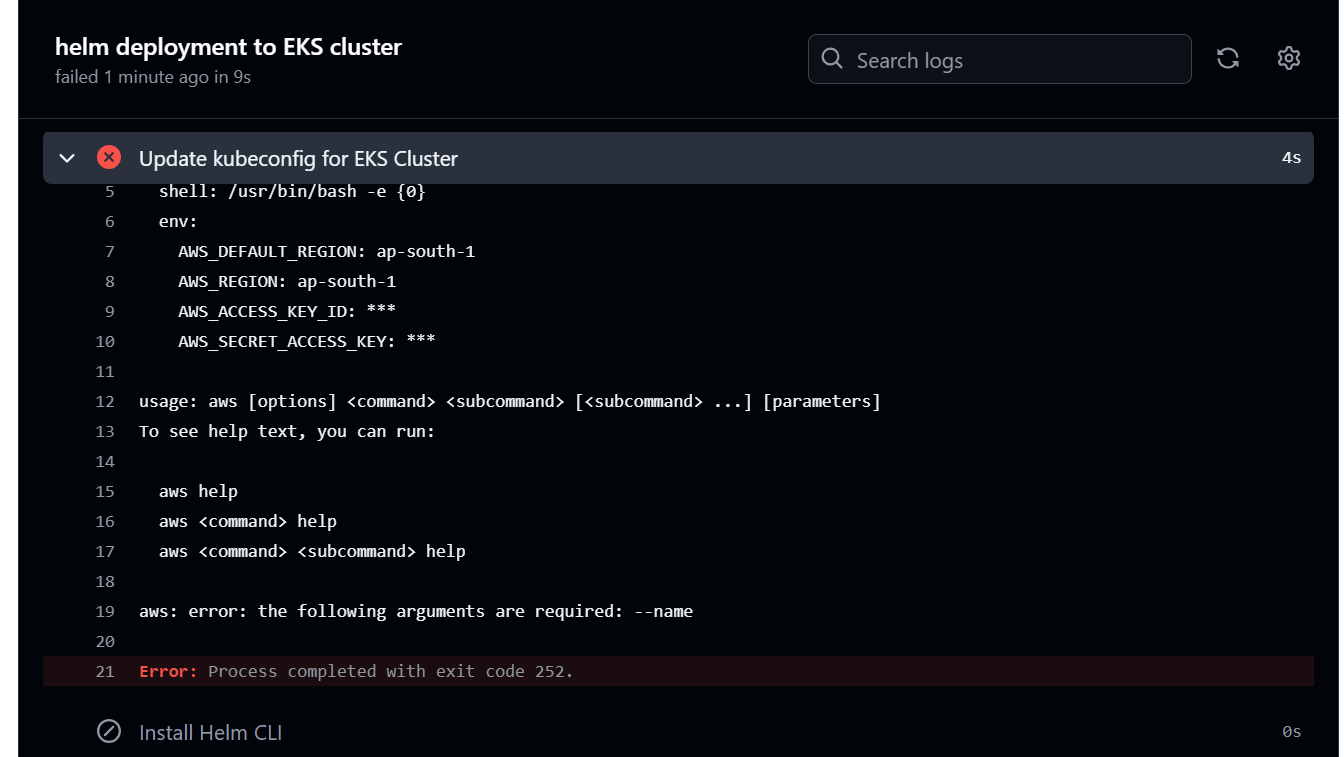 helm deployment to EKS cluster
failed 1 minute ago in 9s
Search logs
Update kubeconfig for EKS Cluster 4s
5 shell: /usr/bin/bash -e {0}
6 env:
7 AWS_DEFAULT_REGION: ap-south-1
8 AWS_REGION: ap-south-1
9 AWS_ACCESS_KEY_ID: ***
10 AWS_SECRET_ACCESS_KEY: ***
11
12 usage: aws [options] <command> <subcommand> [<subcommand> ...] [parameters]
13 To see help text, you can run:
14
15 aws help
16 aws <command> help
17 aws <command> <subcommand> help
18
19 aws: error: the following arguments are required: --name
20
21 Error: Process completed with exit code 252.
Install Helm CLI 0s